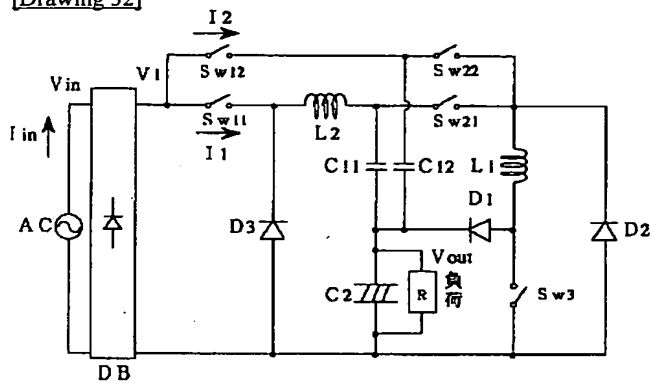 [Drawing 32]
I2
Sw12
Sw22
V1
Vin
Iin
Sw11
I1
L2
Sw21
C11
C12
L1
D1
AC
D3
D2
Vout
C2
R
負荷
Sw3
DB